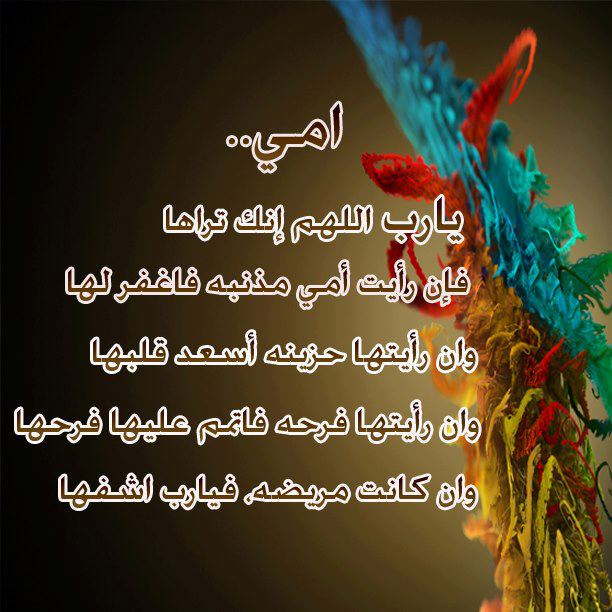 امي..
يارب اللهم إنك تراها
فإن رأيت أمي مذنبه فاغفر لها
وان رأيتها حزينه أسعد قلبها
وان رأيتها فرحه فاتمم عليها فرحها
وان كانت مريضه، فيارب اشفها